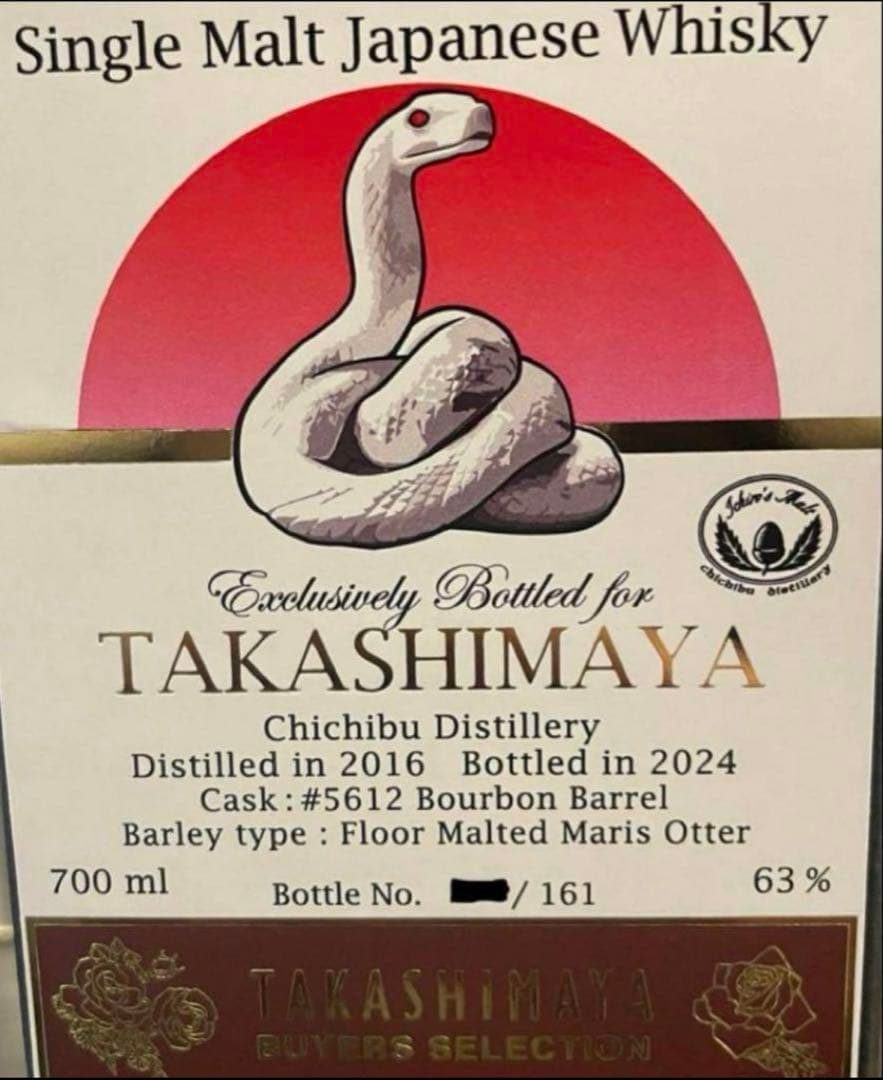 Single Malt Japanese Whisky
Ichiro's Malt
chichibu distillery
Exclusively Bottled for
TAKASHIMAYA
Chichibu Distillery
Distilled in 2016 Bottled in 2024
Cask : #5612 Bourbon Barrel
Barley type : Floor Malted Maris Otter
700 ml Bottle No. / 161 63 %
TAKASHIMAYA
BUYERS SELECTION